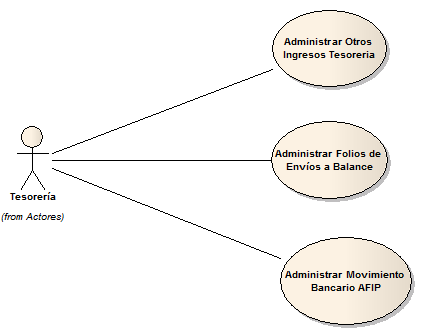 Administrar Otros
Ingresos Tesoreria
Administrar Folios de
Envíos a Balance
Tesorería
(from Actores)
Administrar Movimiento
Bancario AFIP